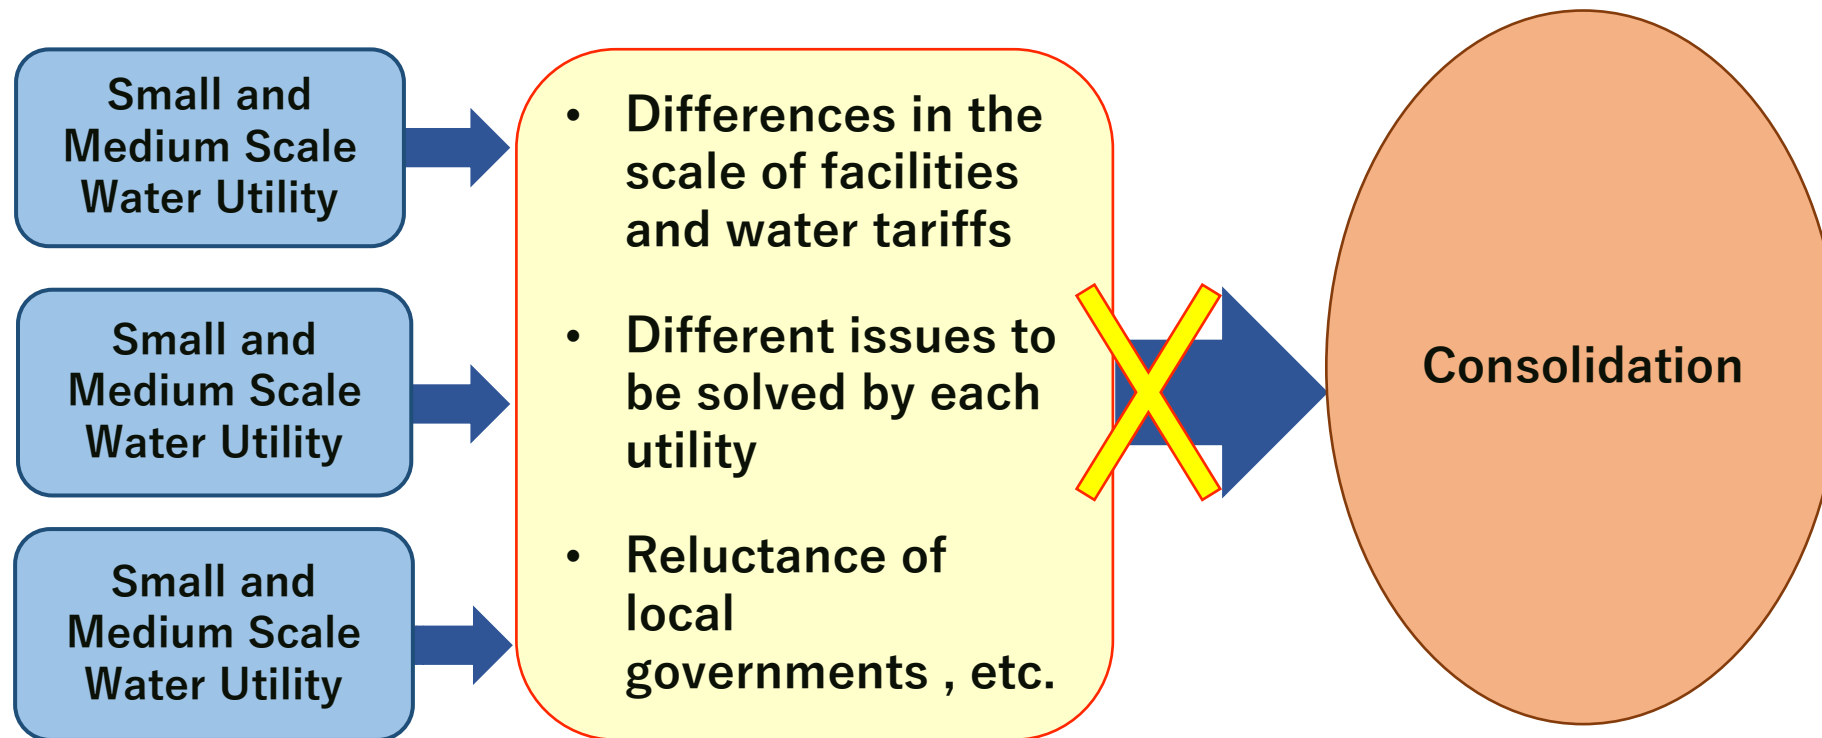 Small and
Medium Scale
Water Utility
Small and
Medium Scale
Water Utility
Small and
Medium Scale
Water Utility
• Differences in the
scale of facilities
and water tariffs
• Different issues to
be solved by each
utility
• Reluctance of
local
governments , etc.
Consolidation